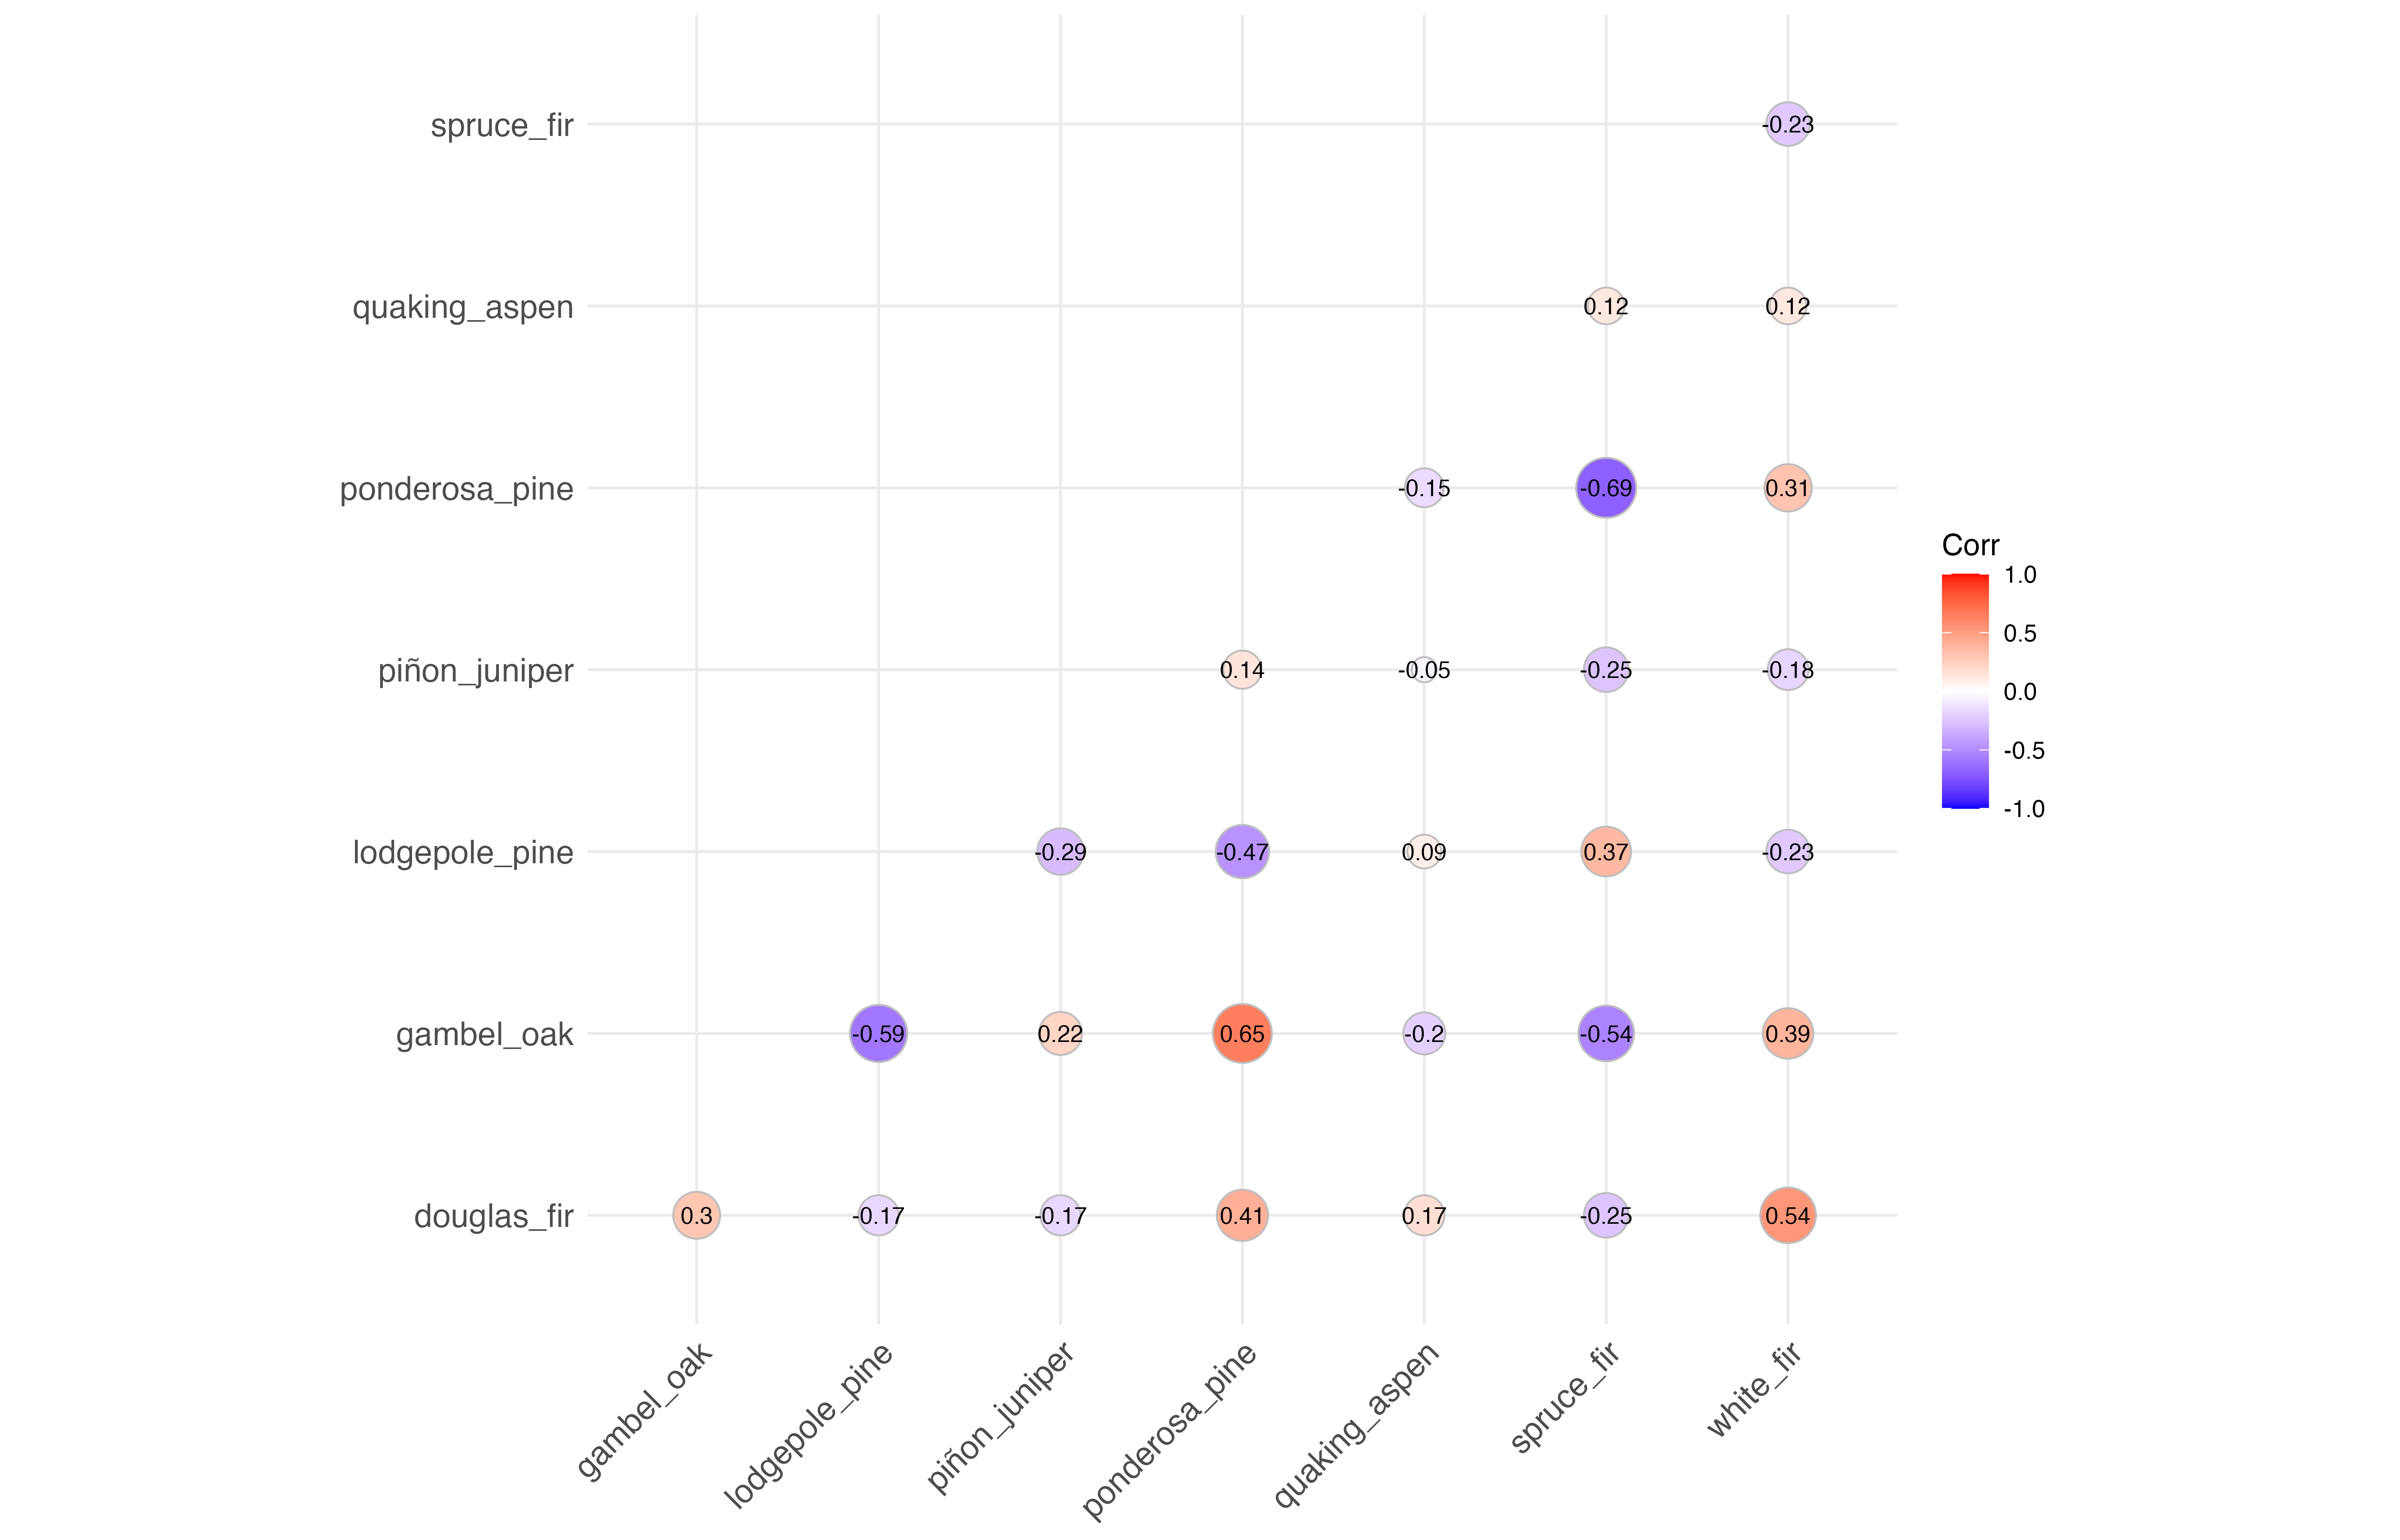 spruce_fir
-0.23
quaking_aspen
0.12 0.12
ponderosa_pine
-0.15 -0.69 0.31
Corr
1.0
0.5
0.0
-0.5
-1.0
piñon_juniper
0.14 -0.05 -0.25 -0.18
lodgepole_pine
-0.29 -0.47 0.09 0.37 -0.23
gambel_oak
-0.59 0.22 0.65 -0.2 -0.54 0.39
douglas_fir
0.3 -0.17 -0.17 0.41 0.17 -0.25 0.54
gambel_oak
lodgepole_pine
piñon_juniper
ponderosa_pine
quaking_aspen
spruce_fir
white_fir